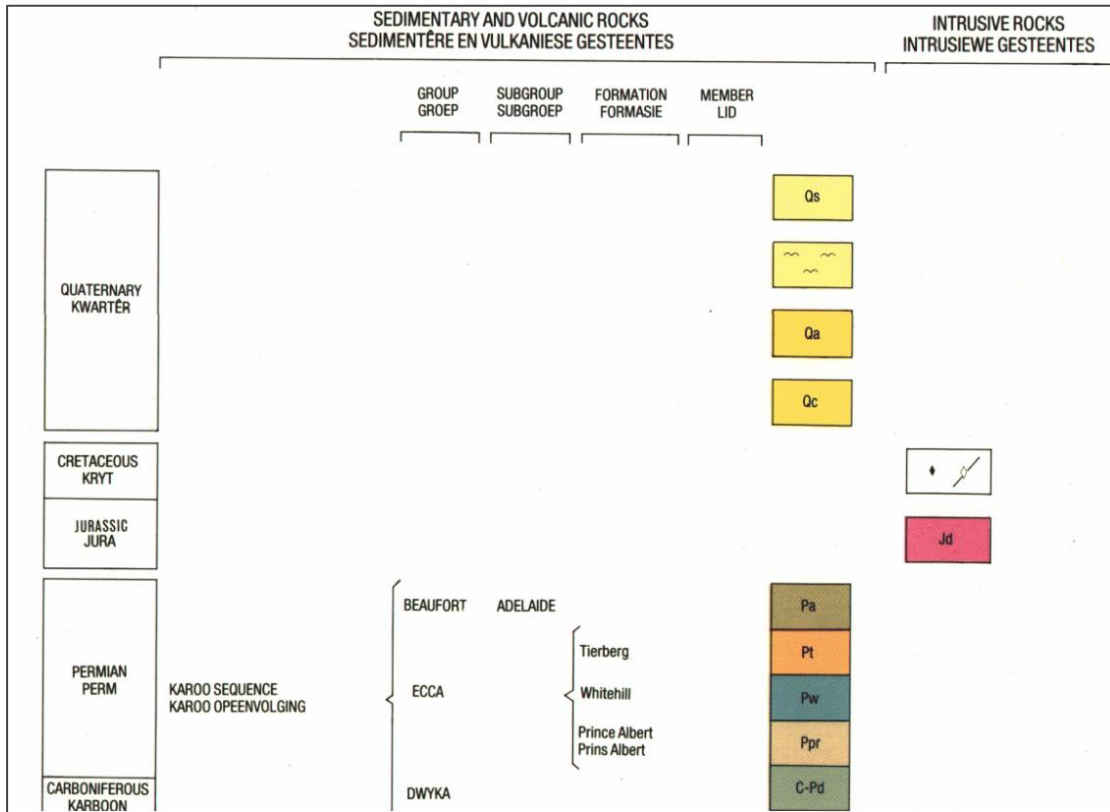 SEDIMENTARY AND VOLCANIC ROCKS
SEDIMENTÊRE EN VULKANIESE GESTEENTES
INTRUSIVE ROCKS
INTRUSIEWE GESTEENTES
GROUP
GROEP
SUBGROUP
SUBGROEP
FORMATION
FORMASIE
MEMBER
LID
QUATERNARY
KWARTÊR
Qs
Qa
Qc
CRETACEOUS
KRYT
JURASSIC
JURA
Jd
PERMIAN
PERM
KAROO SEQUENCE
KAROO OPEENVOLGING
BEAUFORT
ADELAIDE
Pa
ECCA
Tierberg
Pt
Whitehill
Pw
Prince Albert
Prins Albert
Ppr
CARBONIFEROUS
KARBOON
DWYKA
C-Pd